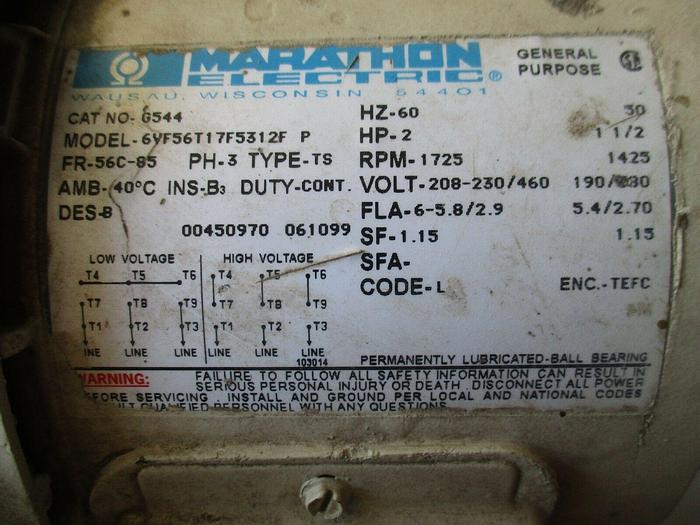 MARATHON
ELECTRIC®
WAUSAU, WISCONSIN 54401
GENERAL
PURPOSE
CAT NO- G544
MODEL- 6VF56T17F5312F P
FR-56C-85 PH-3 TYPE-TS
AMB-40°C INS-B3 DUTY-CONT.
DES-B
00450970 061099
HZ-60 50
HP-2 1 1/2
RPM-1725 1425
VOLT-208-230/460 190/380
FLA-6-5.8/2.9 5.4/2.70
SF-1.15 1.15
SFA-
CODE-L ENC.-TEFC
LOW VOLTAGE HIGH VOLTAGE
T4 T5 T6 T4 T5 T6
T7 T8 T9 T7 T8 T9
T1 T2 T3 T1 T2 T3
LINE LINE LINE LINE LINE LINE
103014
PERMANENTLY LUBRICATED-BALL BEARING
WARNING: FAILURE TO FOLLOW ALL SAFETY INFORMATION CAN RESULT IN
SERIOUS PERSONAL INJURY OR DEATH. DISCONNECT ALL POWER
BEFORE SERVICING. INSTALL AND GROUND PER LOCAL AND NATIONAL CODES
QUALIFIED PERSONNEL WITH ANY QUESTIONS.